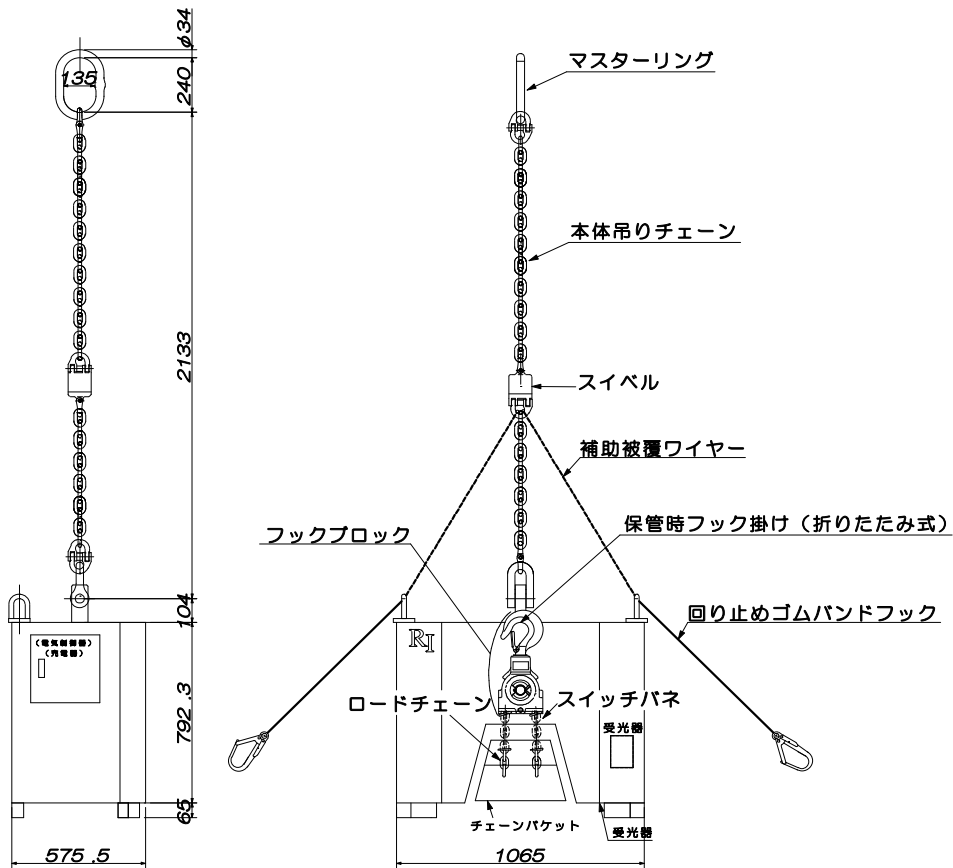 φ34
135
240
2133
104
792.3
65
575.5
(電気制御器)
(充電器)
マスターリング
本体吊りチェーン
スイベル
補助被覆ワイヤー
保管時フック掛け(折りたたみ式)
フックブロック
回り止めゴムバンドフック
RI
ロードチェーン
スイッチバネ
受光器
チェーンバケット
受光器
1065